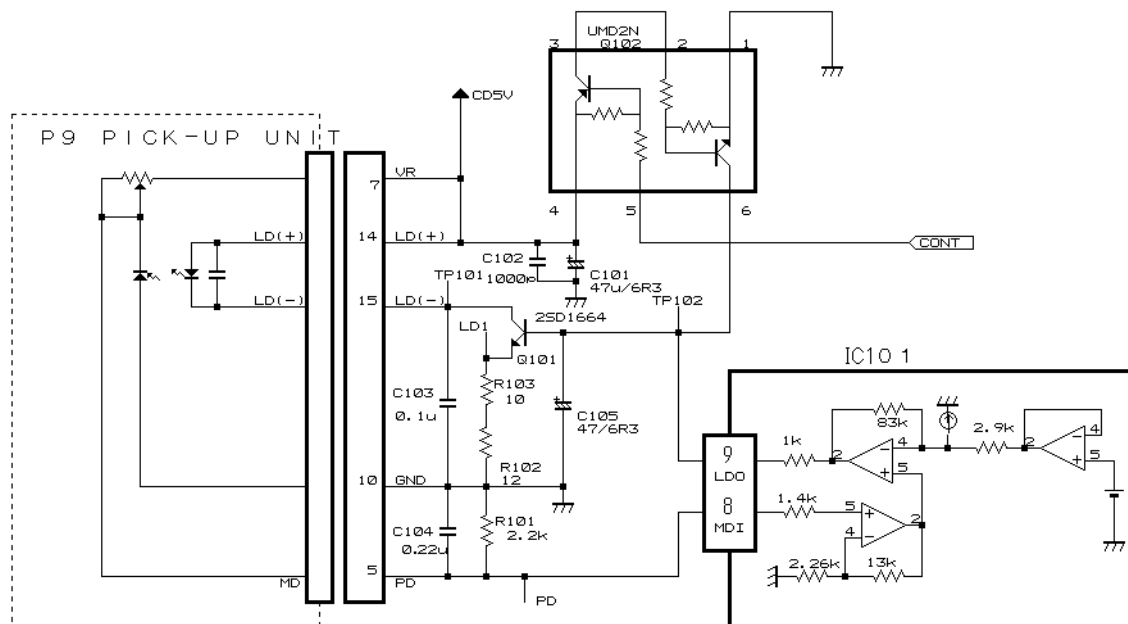 UMD2N
3
Q102
2
1
CD5V
P9 PICK-UP UNIT
7
VR
4
5
6
LD(+)
14
LD(+)
CONT
C102
1000p
C101
47u/6R3
TP101
TP102
LD(-)
15
LD(-)
2SD1664
LD1
Q101
IC101
R103
10
C103
0.1u
C105
47/6R3
83k
2.9k
2
4
5
1k
2
4
5
9
LDO
R102
12
10
GND
8
MDI
1.4k
5
4
2
C104
0.22u
R101
2.2k
2.26k
13k
MD
5
PD
PD